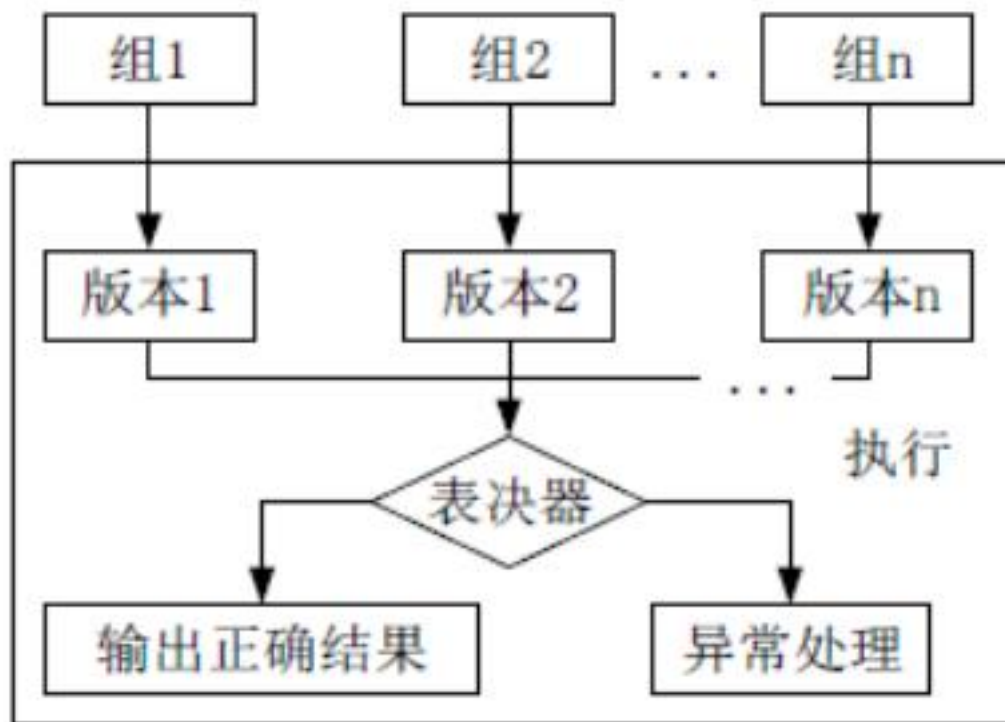 组1 组2 ... 组n
版本1 版本2 版本n
...
执行
表决器
输出正确结果 异常处理